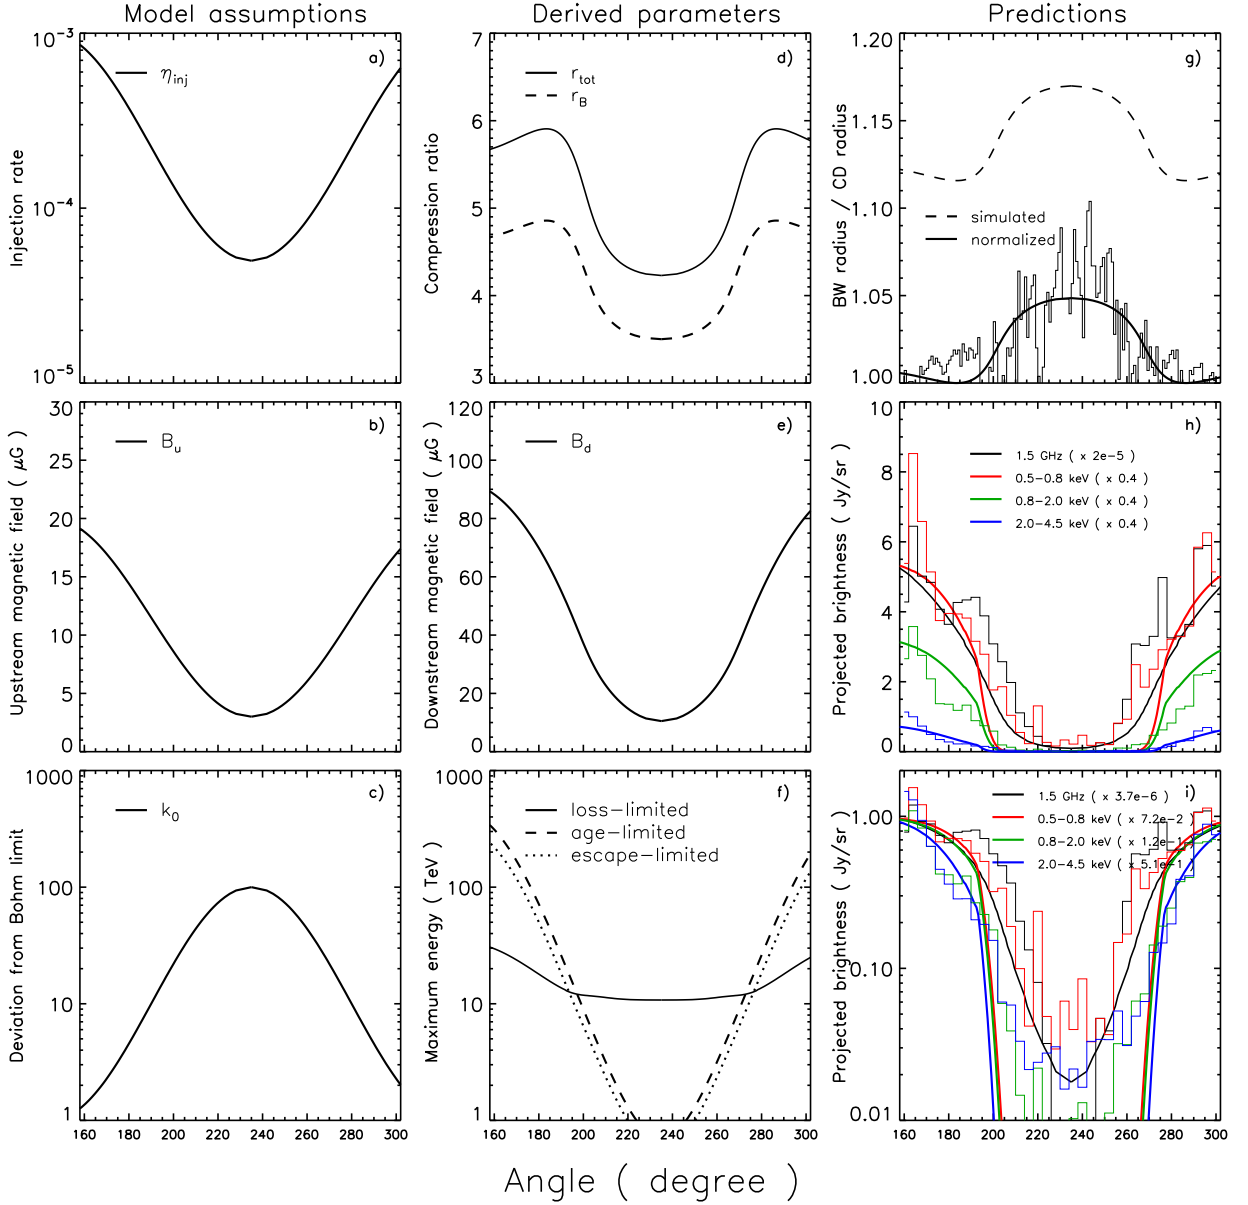 Model assumptions
Derived parameters
Predictions
10⁻³
10⁻⁴
10⁻⁵
Injection rate
a)
η_inj
7
6
5
4
3
Compression ratio
d)
r_tot
r_B
1.20
1.15
1.10
1.05
1.00
BW radius / CD radius
g)
simulated
normalized
30
25
20
15
10
5
0
Upstream magnetic field ( μG )
b)
B_u
120
100
80
60
40
20
0
Downstream magnetic field ( μG )
e)
B_d
10
8
6
4
2
0
Projected brightness ( Jy/sr )
h)
1.5 GHz ( x 2e-5 )
0.5-0.8 keV ( x 0.4 )
0.8-2.0 keV ( x 0.4 )
2.0-4.5 keV ( x 0.4 )
1000
100
10
1
Deviation from Bohm limit
c)
k_0
160 180 200 220 240 260 280 300
1000
100
10
1
Maximum energy ( TeV )
f)
loss-limited
age-limited
escape-limited
160 180 200 220 240 260 280 300
1.00
0.10
0.01
Projected brightness ( Jy/sr )
i)
1.5 GHz ( x 3.7e-6 )
0.5-0.8 keV ( x 7.2e-2 )
0.8-2.0 keV ( x 1.2e-1 )
2.0-4.5 keV ( x 5.1e-1 )
160 180 200 220 240 260 280 300
Angle ( degree )